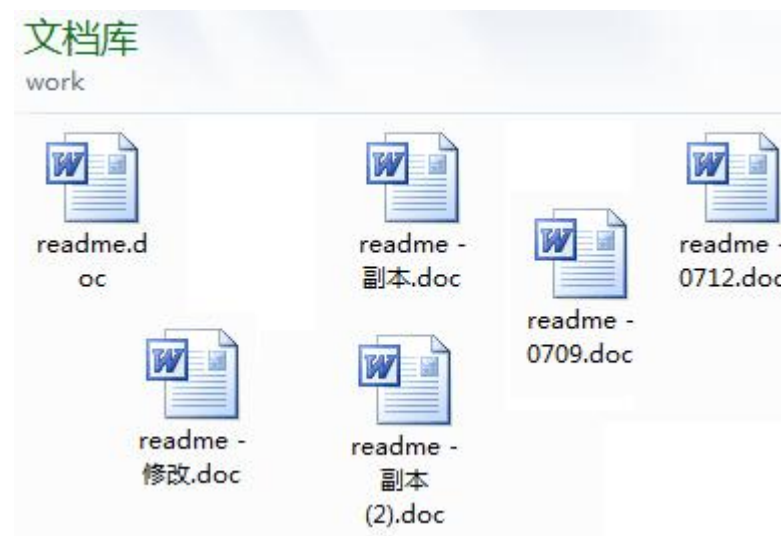 文档库
work
readme.d
oc
readme -
副本.doc
readme -
0709.doc
readme -
0712.doc
readme -
修改.doc
readme -
副本
(2).doc